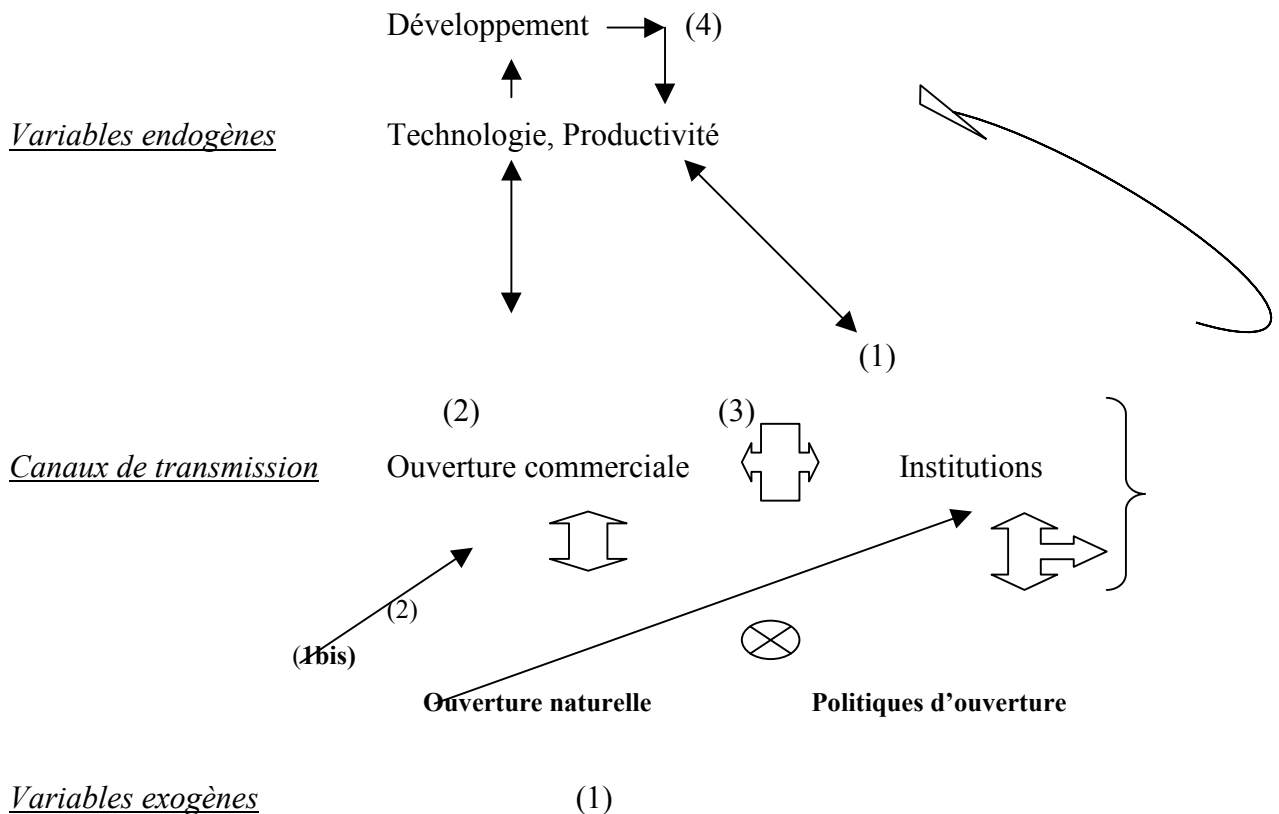 Développement (4)
Variables endogènes Technologie, Productivité
(1)
(2) (3)
Canaux de transmission Ouverture commerciale Institutions
(2)
(1bis)
Ouverture naturelle Politiques d'ouverture
Variables exogènes (1)